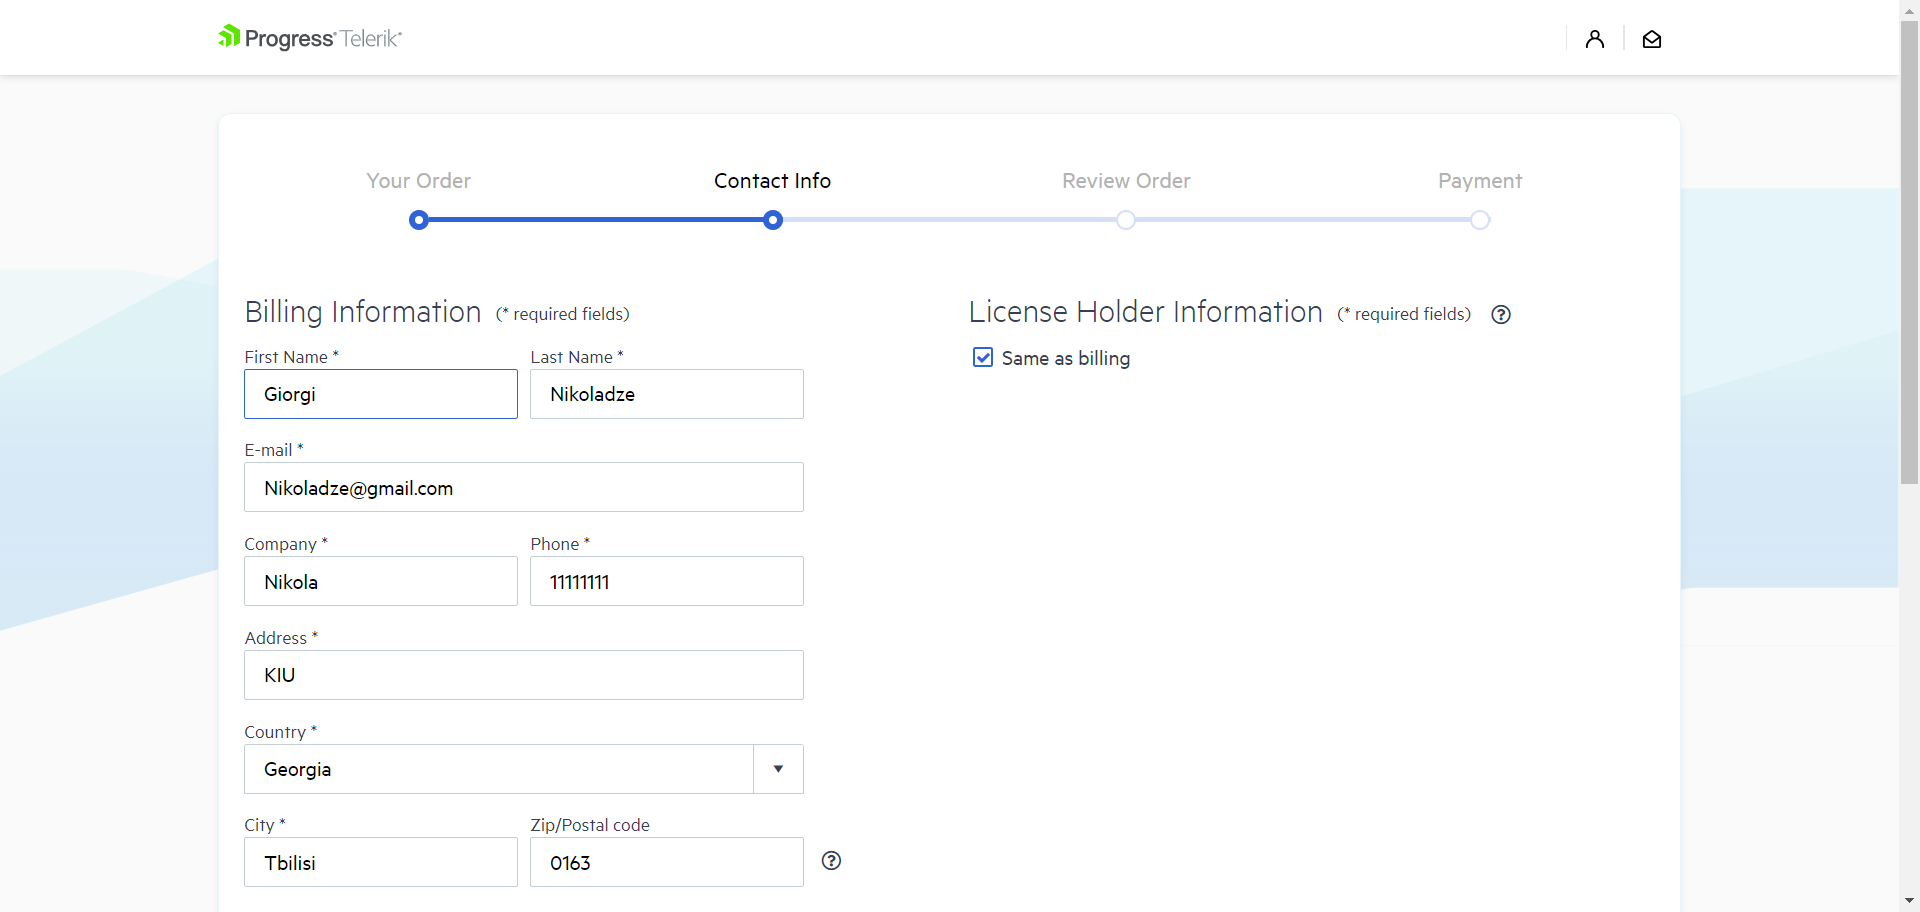 Progress Telerik
Your Order
Contact Info
Review Order
Payment
Billing Information (* required fields)
First Name *
Last Name *
Giorgi
Nikoladze
E-mail *
Nikoladze@gmail.com
Company *
Phone *
Nikola
11111111
Address *
KIU
Country *
Georgia
City *
Zip/Postal code
Tbilisi
0163
License Holder Information (* required fields)
Same as billing